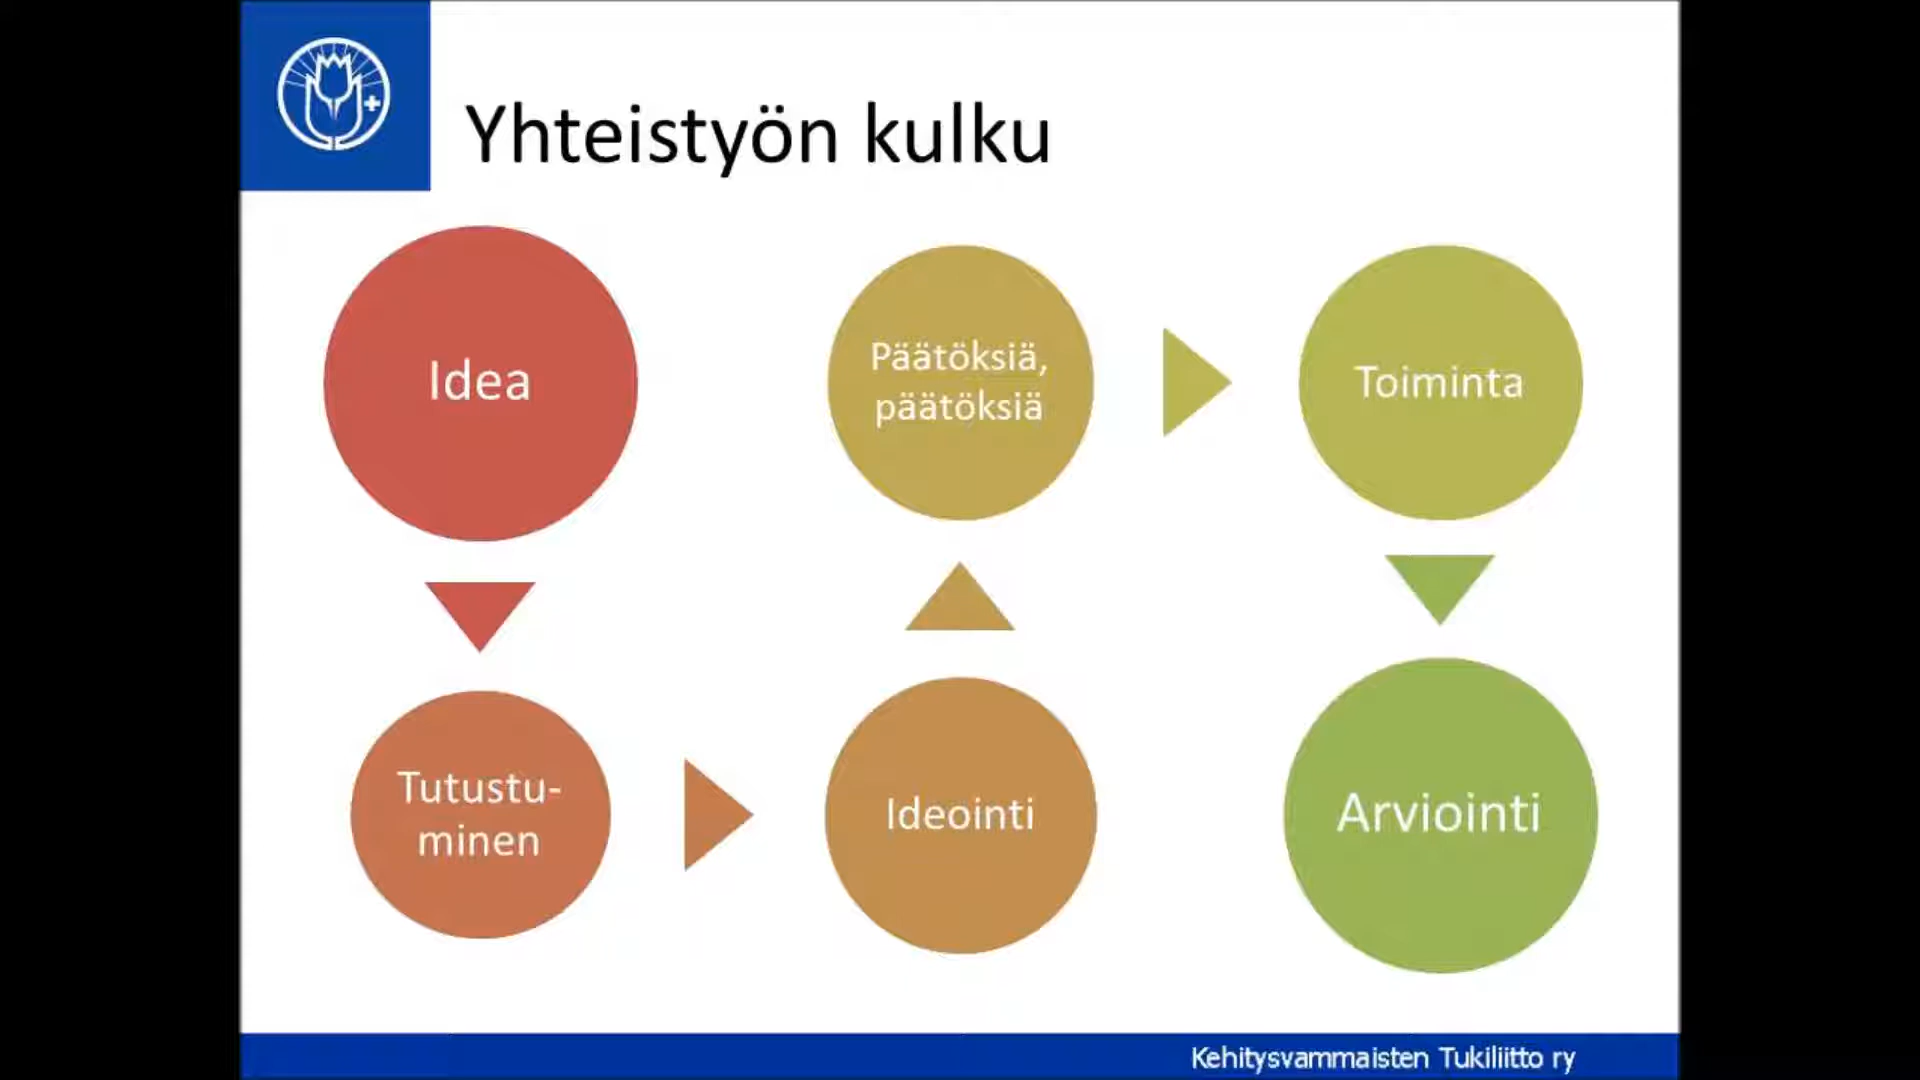 Yhteistyön kulku
Idea
Tutustu-
minen
Ideointi
Päätöksiä,
päätöksiä
Toiminta
Arviointi
Kehitysvammaisten Tukiliitto ry